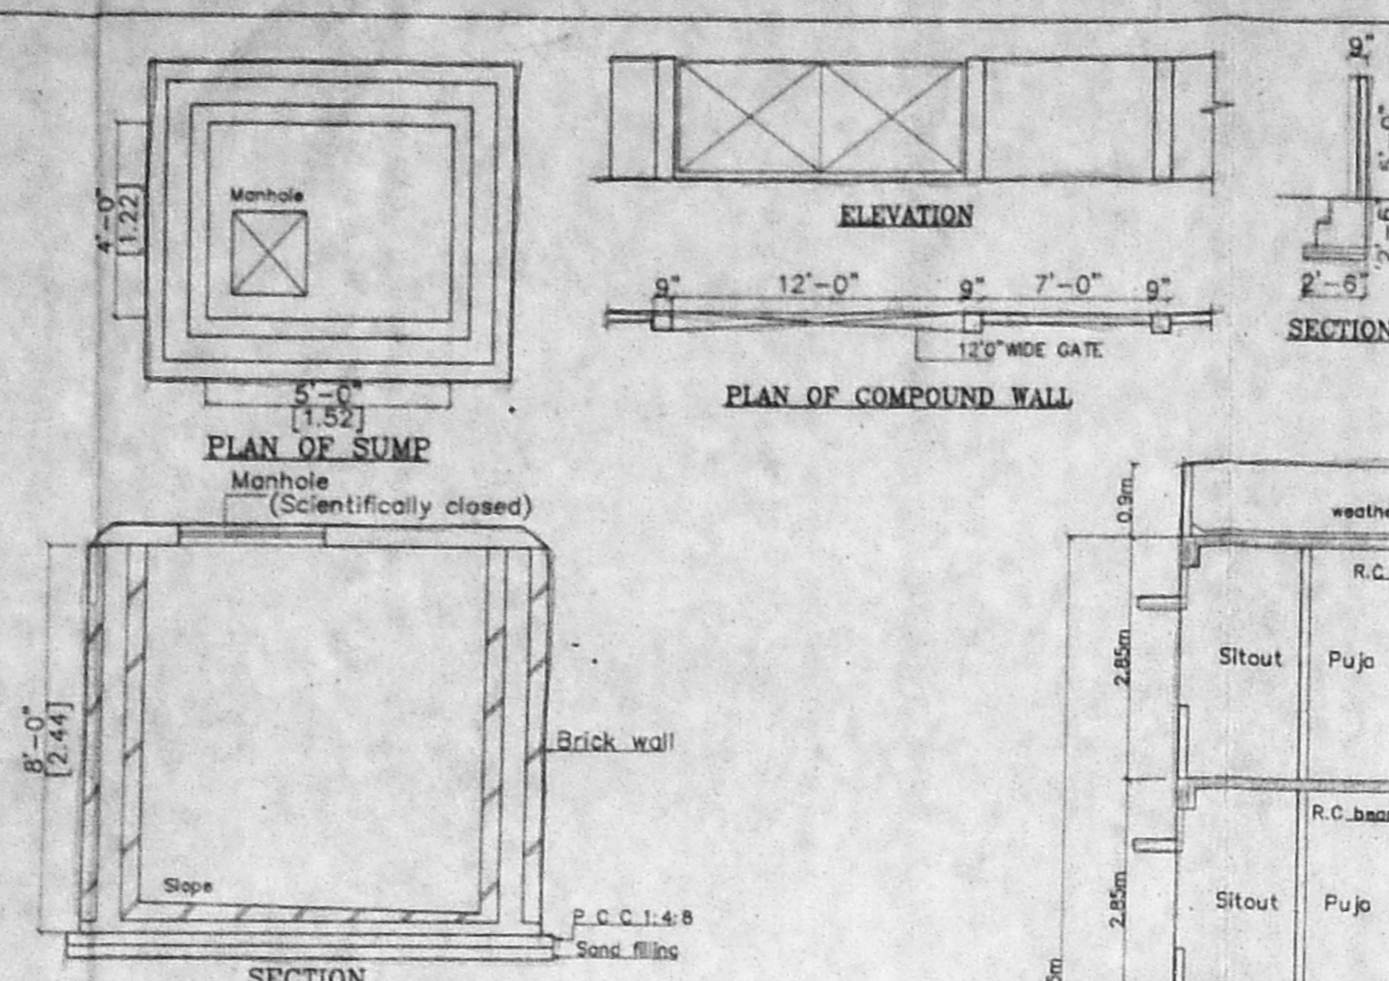 9"
4'-0"
[1.22]
Manhole
5'-0"
[1.52]
PLAN OF SUMP
ELEVATION
9" 12'-0" 9" 7'-0" 9"
12'0" WIDE GATE
PLAN OF COMPOUND WALL
2'-6"
2'-6"
SECTION
Manhole
(Scientifically closed)
8'-0"
[2.44]
Brick wall
Slope
P C C 1:4:8
Sand filling
SECTION
0.9m
2.85m
R.C.
Sitout Puja
2.85m
R.C.
Sitout Puja